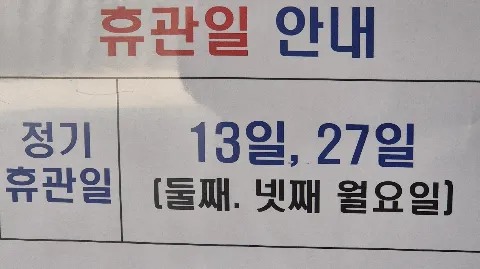 휴관일 안내
정기
휴관일
13일, 27일
(둘째. 넷째 월요일)